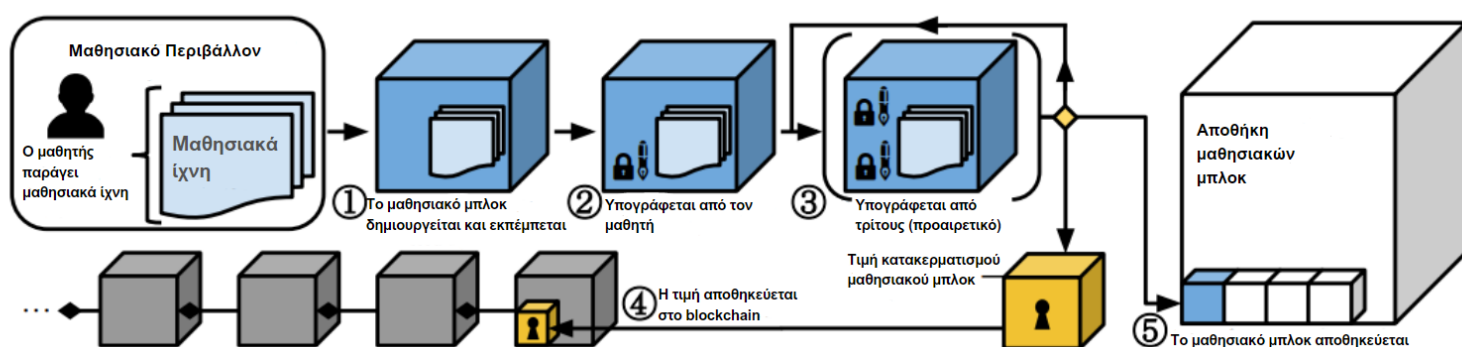 Μαθησιακό Περιβάλλον
Μαθησιακά
ίχνη
Ο μαθητής
παράγει
μαθησιακά ίχνη
① Το μαθησιακό μπλοκ
δημιουργείται και εκπέμπεται
② Υπογράφεται από τον
μαθητή
③ Υπογράφεται από
τρίτους (προαιρετικό)
Αποθήκη
μαθησιακών
μπλοκ
Τιμή κατακερματισμού
μαθησιακού μπλοκ
④ Η τιμή αποθηκεύεται
στο blockchain
⑤ Το μαθησιακό μπλοκ αποθηκεύεται